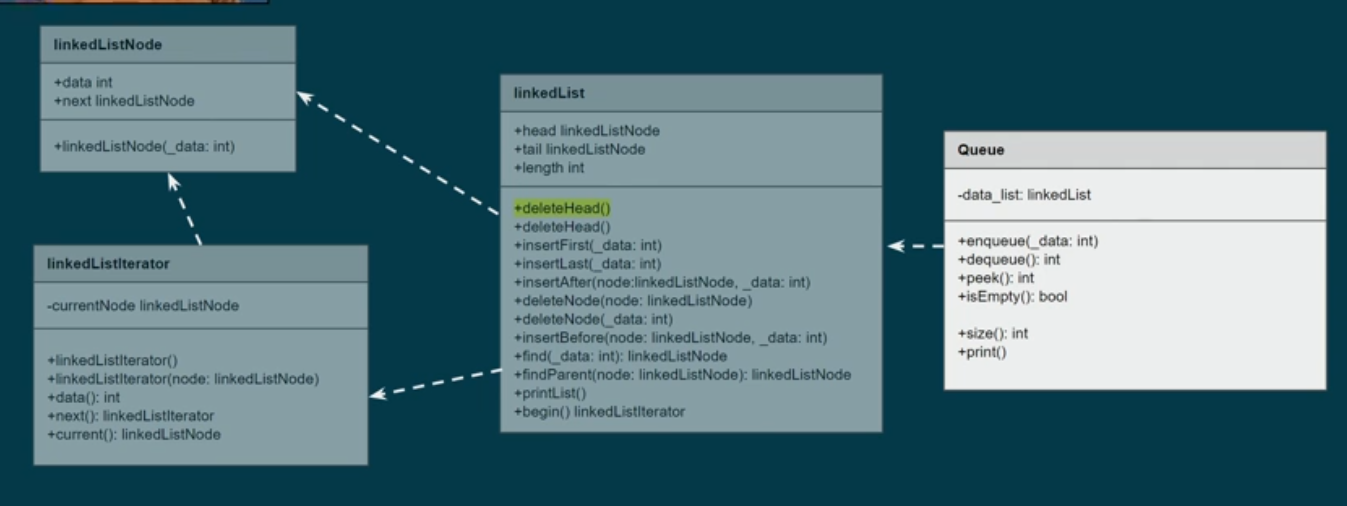 linkedListNode
+data int
+next linkedListNode
+linkedListNode(_data: int)
linkedListIterator
-currentNode linkedListNode
+linkedListIterator()
+linkedListIterator(node: linkedListNode)
+data(): int
+next(): linkedListIterator
+current(): linkedListNode
linkedList
+head linkedListNode
+tail linkedListNode
+length int
+deleteHead()
+deleteHead()
+insertFirst(_data: int)
+insertLast(_data: int)
+insertAfter(node:linkedListNode, _data: int)
+deleteNode(node: linkedListNode)
+deleteNode(_data: int)
+insertBefore(node: linkedListNode, _data: int)
+find(_data: int): linkedListNode
+findParent(node: linkedListNode): linkedListNode
+printList()
+begin() linkedListIterator
Queue
-data_list: linkedList
+enqueue(_data: int)
+dequeue(): int
+peek(): int
+isEmpty(): bool
+size(): int
+print()